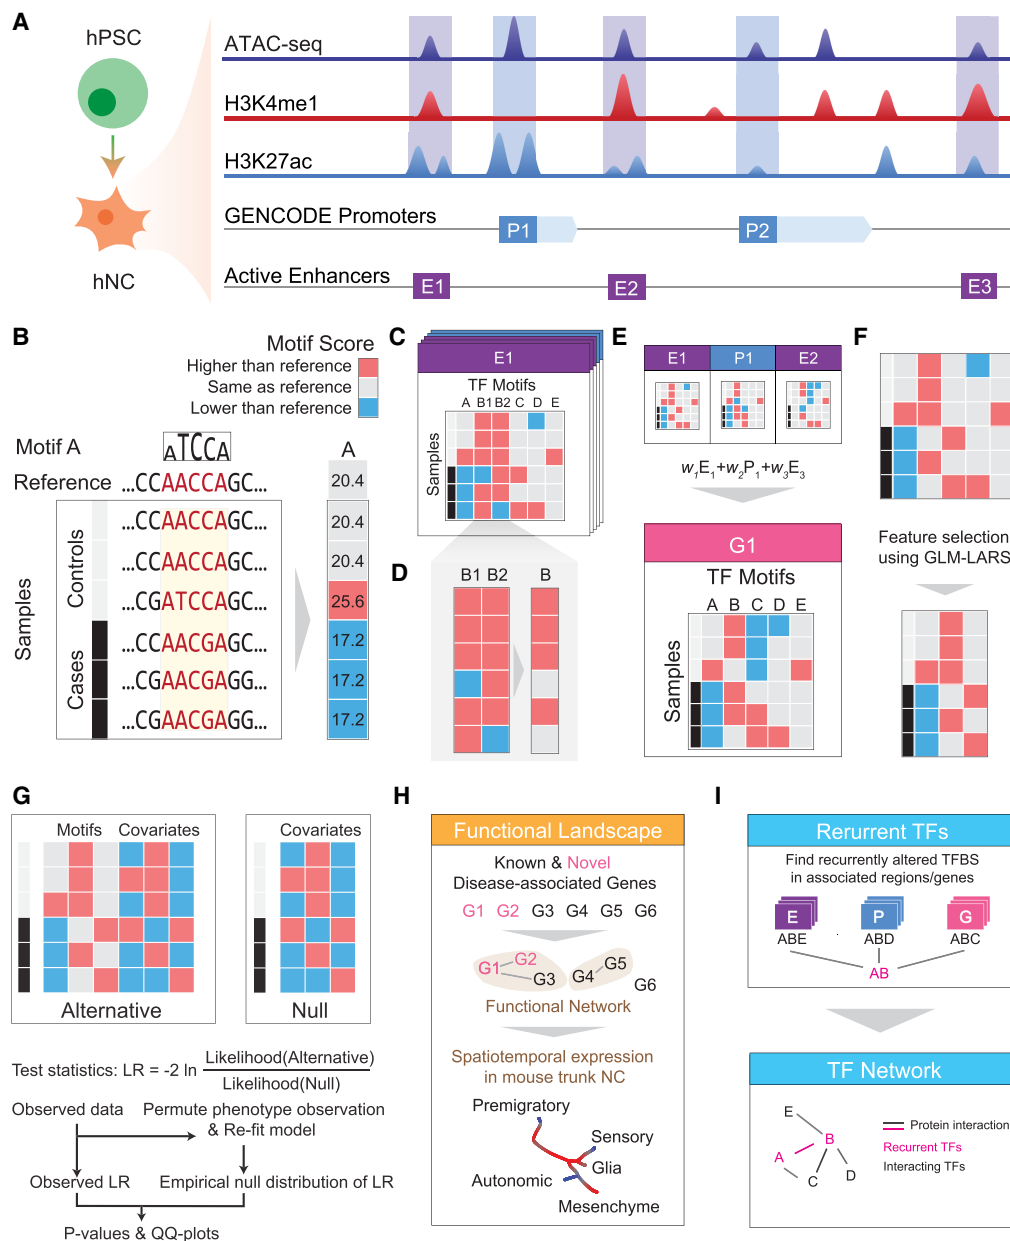 A
hPSC
hNC
ATAC-seq
H3K4me1
H3K27ac
GENCODE Promoters
P1
P2
Active Enhancers
E1
E2
E3
B
Motif Score
Higher than reference
Same as reference
Lower than reference
Motif A
ATCCA
A
Reference
...CCAACCAGC...
20.4
Samples
Controls
Cases
...CCAACCAGC...
20.4
...CCAACCAGC...
20.4
...CGATCCAGC...
25.6
...CCAACGAGC...
17.2
...CGAACGAGC...
17.2
...CGAACGAGG...
17.2
C
E1
TF Motifs
A B1 B2 C D E
Samples
D
B1 B2
B
E
E1
P1
E2
w1E1+w2P1+w3E3
G1
TF Motifs
A B C D E
Samples
F
Feature selection
using GLM-LARS
G
Motifs
Covariates
Alternative
Covariates
Null
Test statistics: LR = -2 ln
Likelihood(Alternative)
Likelihood(Null)
Observed data
Permute phenotype observation
& Re-fit model
Observed LR
Empirical null distribution of LR
P-values & QQ-plots
H
Functional Landscape
Known & Novel
Disease-associated Genes
G1 G2 G3 G4 G5 G6
G1
G2
G3
G4
G5
G6
Functional Network
Spatiotemporal expression
in mouse trunk NC
Premigratory
Sensory
Glia
Autonomic
Mesenchyme
I
Rerurrent TFs
Find recurrently altered TFBS
in associated regions/genes
E
P
G
ABE
ABD
ABC
AB
TF Network
E
B
A
C
D
Protein interaction
Recurrent TFs
Interacting TFs